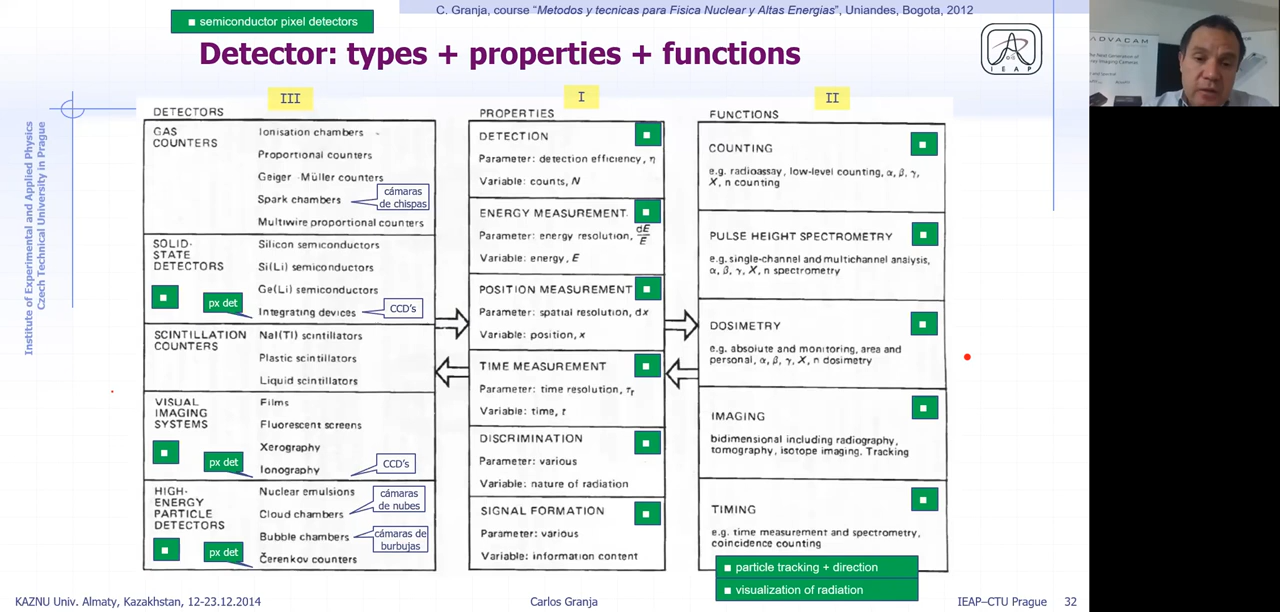 C. Granja, course “Metodos y tecnicas para Fisica Nuclear y Altas Energias”, Uniandes, Bogota, 2012
semiconductor pixel detectors
Detector: types + properties + functions
IEAP
ADVACAM
Institute of Experimental and Applied Physics
Czech Technical University in Prague
III
DETECTORS
GAS
COUNTERS
Ionisation chambers
Proportional counters
Geiger-Müller counters
Spark chambers
cámaras
de chispas
Multiwire proportional counters
SOLID-
STATE
DETECTORS
px det
Silicon semiconductors
Si(Li) semiconductors
Ge(Li) semiconductors
Integrating devices
CCD's
SCINTILLATION
COUNTERS
NaI(Tl) scintillators
Plastic scintillators
Liquid scintillators
VISUAL
IMAGING
SYSTEMS
px det
Films
Fluorescent screens
Xerography
Ionography
CCD's
HIGH-
ENERGY
PARTICLE
DETECTORS
px det
Nuclear emulsions
Cloud chambers
cámaras
de nubes
Bubble chambers
cámaras de
burbujas
Čerenkov counters
I
PROPERTIES
DETECTION
Parameter: detection efficiency, η
Variable: counts, N
ENERGY MEASUREMENT
Parameter: energy resolution, dE/E
Variable: energy, E
POSITION MEASUREMENT
Parameter: spatial resolution, dx
Variable: position, x
TIME MEASUREMENT
Parameter: time resolution, τr
Variable: time, t
DISCRIMINATION
Parameter: various
Variable: nature of radiation
SIGNAL FORMATION
Parameter: various
Variable: information content
II
FUNCTIONS
COUNTING
e.g. radioassay, low-level counting, α, β, γ,
X, n counting
PULSE HEIGHT SPECTROMETRY
e.g. single-channel and multichannel analysis,
α, β, γ, X, n spectrometry
DOSIMETRY
e.g. absolute and monitoring, area and
personal, α, β, γ, X, n dosimetry
IMAGING
bidimensional including radiography,
tomography, isotope imaging. Tracking
TIMING
e.g. time measurement and spectrometry,
coincidence counting
particle tracking + direction
visualization of radiation
KAZNU Univ. Almaty, Kazakhstan, 12-23.12.2014
Carlos Granja
IEAP–CTU Prague 32